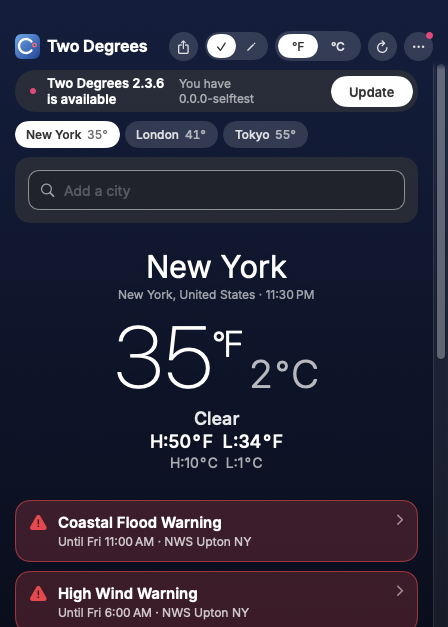 Two Degrees
°F
°C
Two Degrees 2.3.6
is available
You have
0.0.0-selftest
Update
New York 35°
London 41°
Tokyo 55°
Add a city
New York
New York, United States · 11:30 PM
35°F 2°C
Clear
H:50°F L:34°F
H:10°C L:1°C
Coastal Flood Warning
Until Fri 11:00 AM · NWS Upton NY
High Wind Warning
Until Fri 6:00 AM · NWS Upton NY